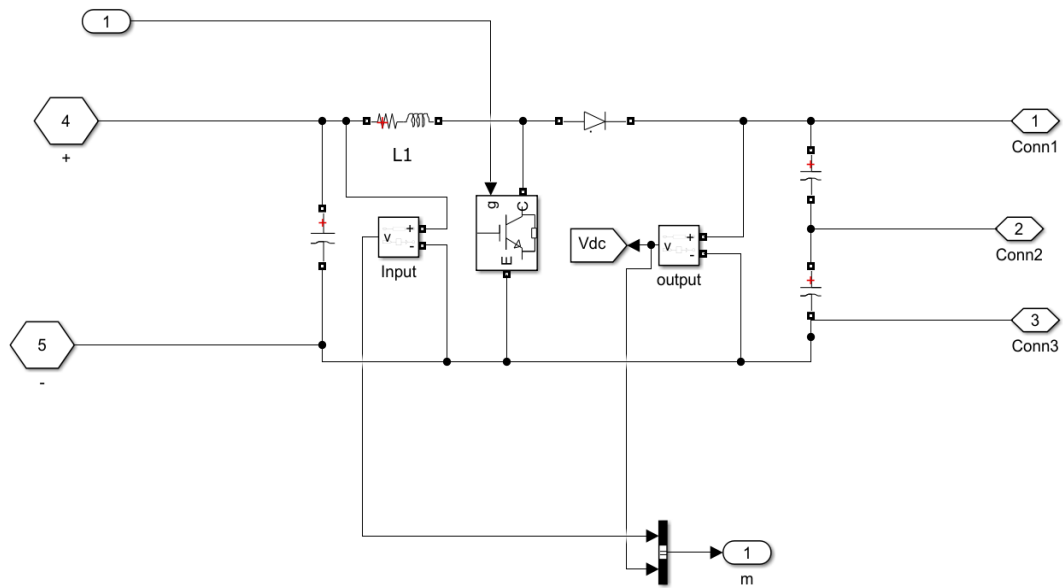 1
4
+
L1
1
Conn1
g
C
E
v
+
-
Input
Vdc
v
+
-
output
2
Conn2
5
-
3
Conn3
1
m